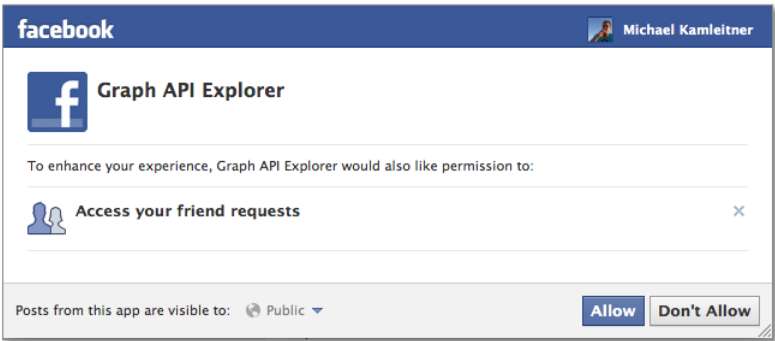 facebook
Michael Kamleitner
Graph API Explorer
To enhance your experience, Graph API Explorer would also like permission to:
Access your friend requests
Posts from this app are visible to: Public
Allow Don't Allow